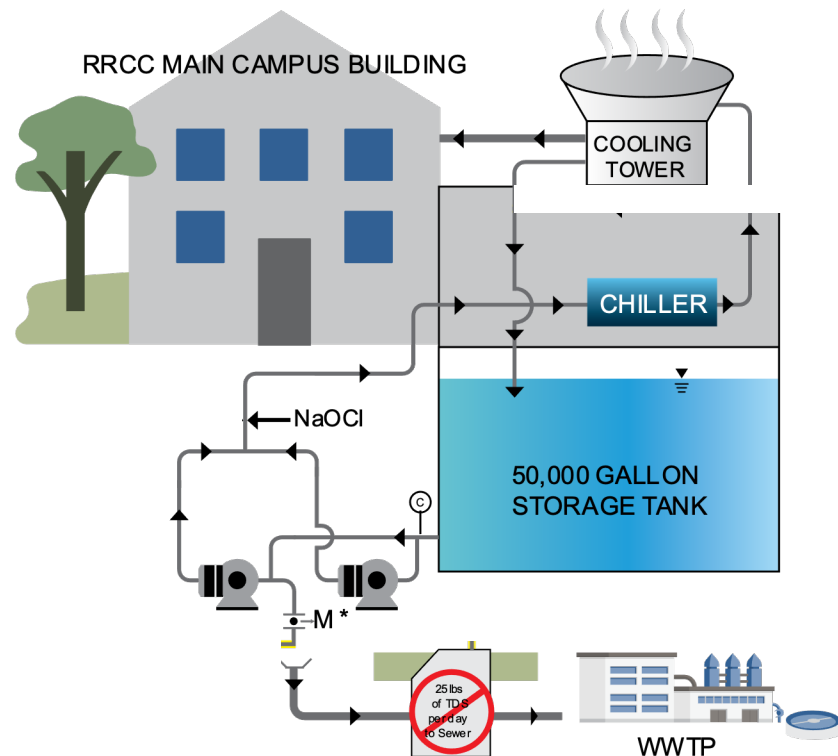 RRCC MAIN CAMPUS BUILDING
COOLING
TOWER
CHILLER
NaOCl
50,000 GALLON
STORAGE TANK
C
M *
25 lbs
of TDS
per day
to Sewer
WWTP